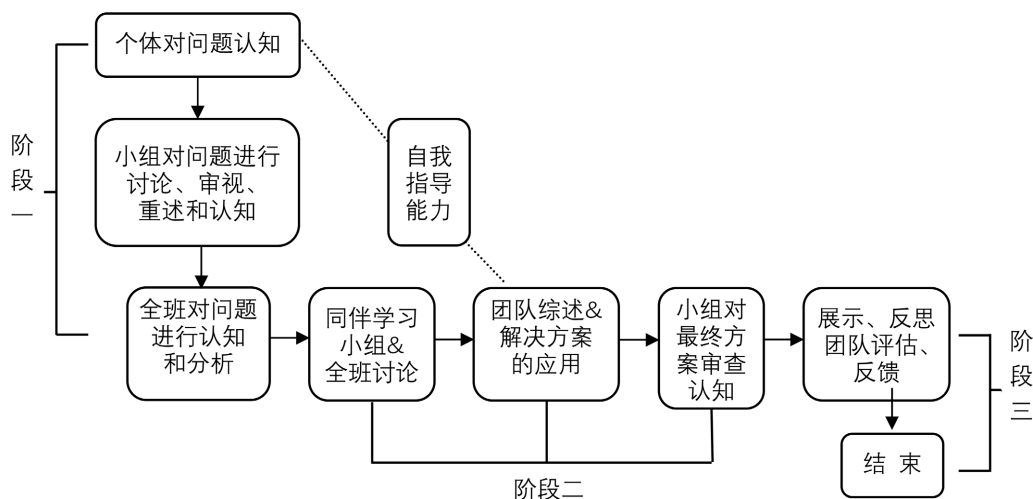 个体对问题认知
阶
段
一
小组对问题进行
讨论、审视、
重述和认知
自我
指导
能力
全班对问题
进行认知
和分析
同伴学习
小组&
全班讨论
团队综述&
解决方案
的应用
小组对
最终方
案审查
认知
展示、反思
团队评估、
反馈
阶
段
三
结 束
阶段二